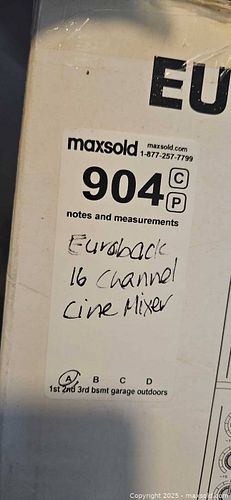 EU
maxsold maxsold.com
1-877-257-7799
904 C
P
notes and measurements
Euroback
16 channel
Cine Mixer
A B C D
1st 2nd 3rd bsmt garage outdoors
Copyright 2025 - maxsold.com